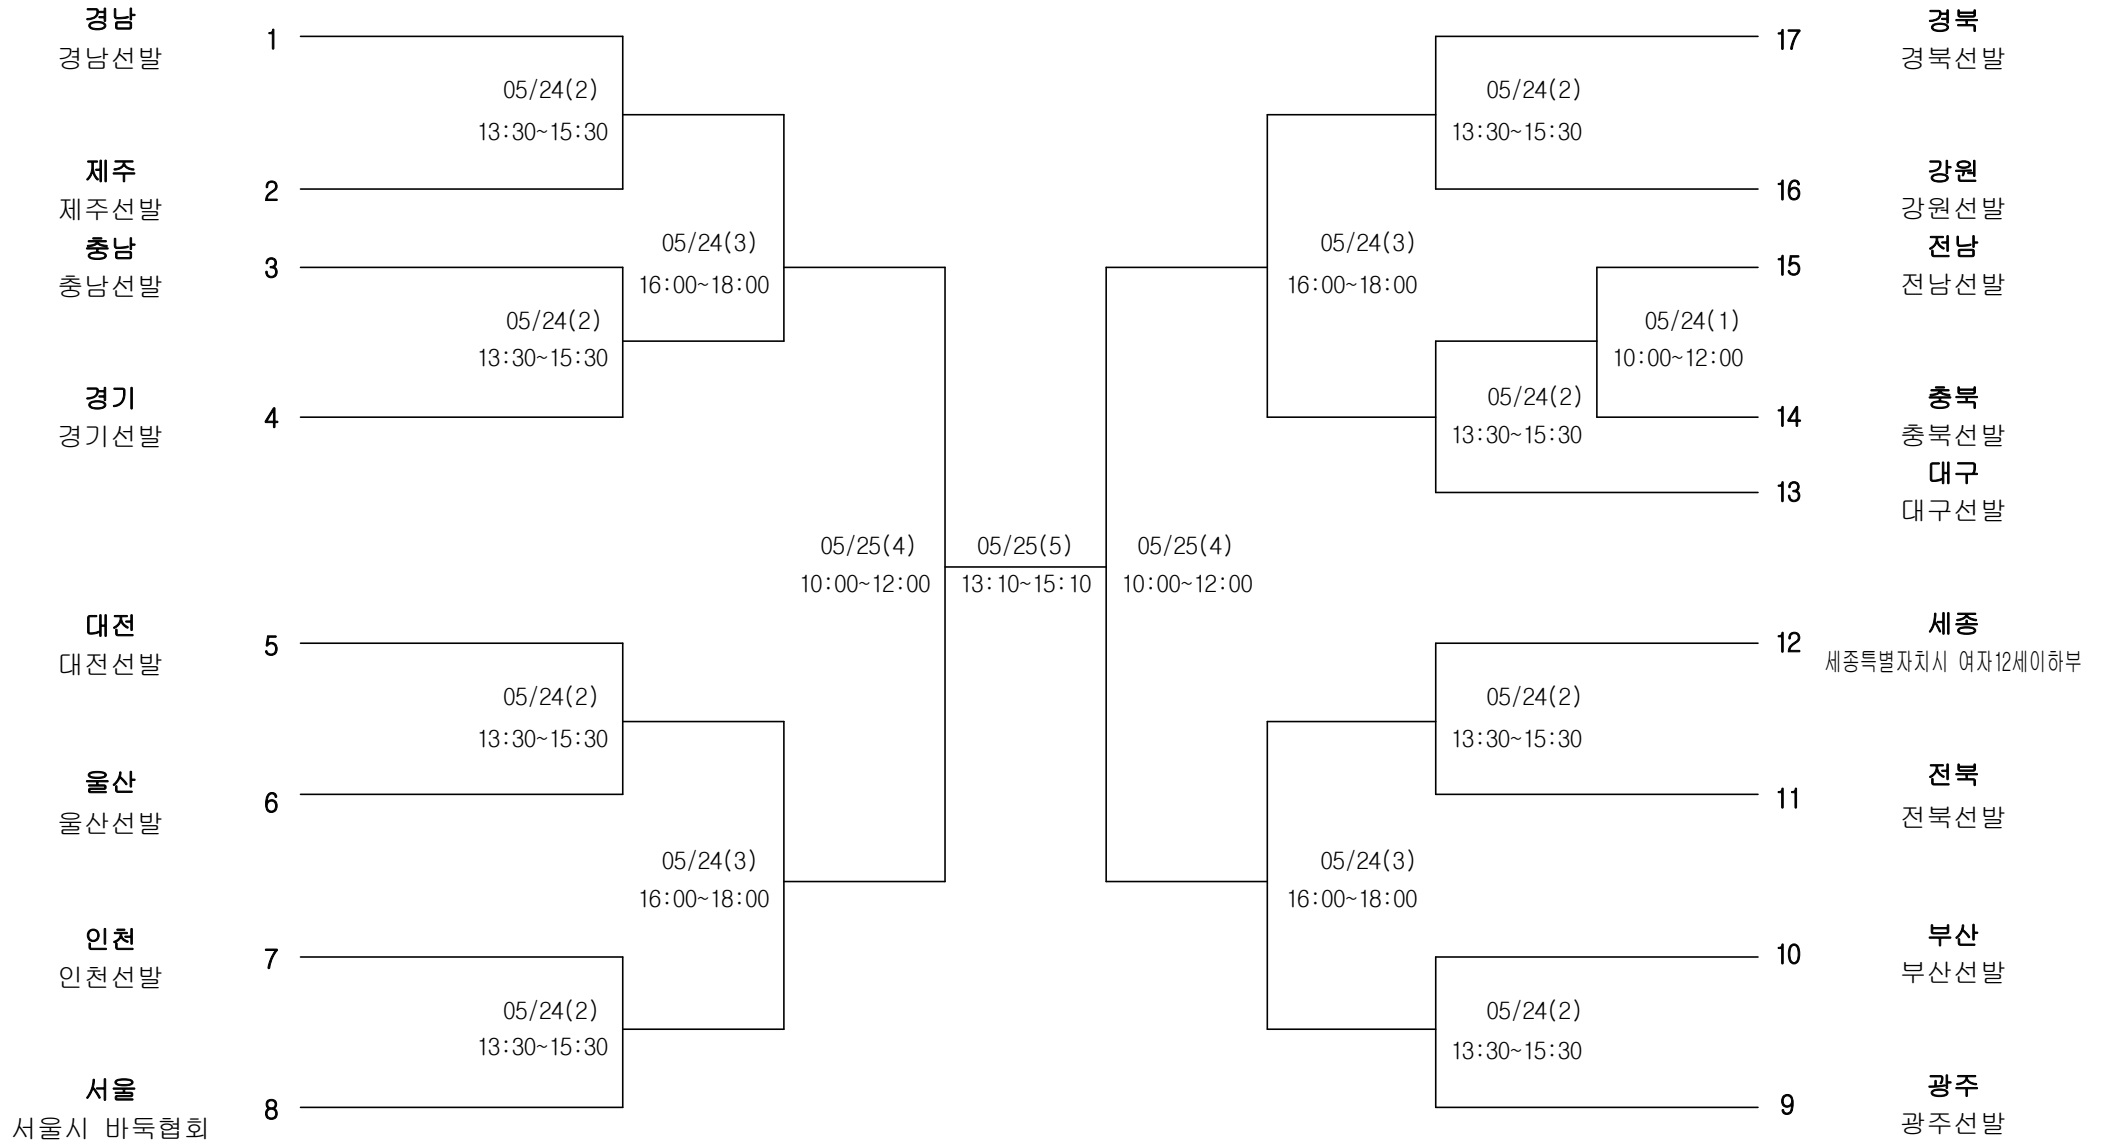 경남
경남선발
1
05/24(2)
13:30~15:30
제주
제주선발
2
05/24(3)
16:00~18:00
충남
충남선발
3
05/24(2)
13:30~15:30
경기
경기선발
4
05/25(4)
10:00~12:00
대전
대전선발
5
05/24(2)
13:30~15:30
울산
울산선발
6
05/24(3)
16:00~18:00
인천
인천선발
7
05/24(2)
13:30~15:30
서울
서울시 바둑협회
8
05/25(5)
13:10~15:10
경북
경북선발
17
05/24(2)
13:30~15:30
강원
강원선발
16
05/24(3)
16:00~18:00
전남
전남선발
15
05/24(1)
10:00~12:00
충북
충북선발
14
05/24(2)
13:30~15:30
대구
대구선발
13
05/25(4)
10:00~12:00
세종
세종특별자치시 여자12세이하부
12
05/24(2)
13:30~15:30
전북
전북선발
11
05/24(3)
16:00~18:00
부산
부산선발
10
05/24(2)
13:30~15:30
광주
광주선발
9